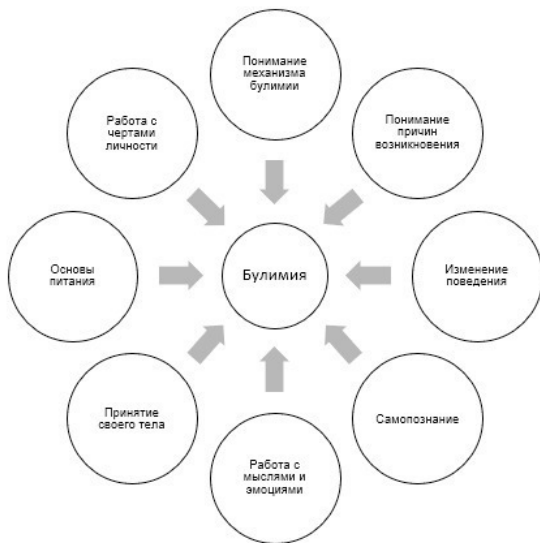 Понимание
механизма
булимии
Понимание
причин
возникновения
Изменение
поведения
Самопознание
Работа с
мыслями и
эмоциями
Принятие
своего тела
Основы
питания
Работа с
чертами
личности
Булимия